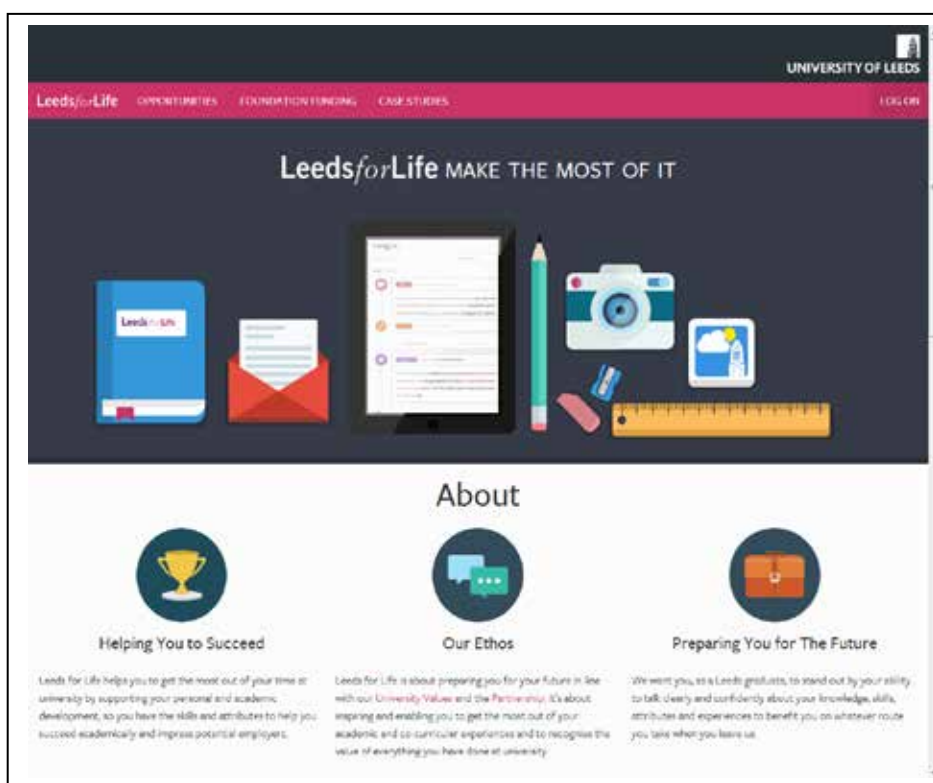 UNIVERSITY OF LEEDS
LeedsforLife OPPORTUNITIES FOUNDATION FUNDING CASE STUDIES LOG ON
LeedsforLife MAKE THE MOST OF IT
LeedsforLife
About
Helping You to Succeed
Leeds for Life helps you to get the most out of your time at
university by supporting your personal and academic
development, so you have the skills and attributes to help you
succeed academically and impress potential employers.
Our Ethos
Leeds for Life is about preparing you for your future in line
with our University Values and the Partnership. It's about
inspiring and enabling you to get the most out of your
academic and co-curricular experiences and to recognise the
value of everything you have done at university.
Preparing You for The Future
We want you, as a Leeds graduate, to stand out by your ability
to talk clearly and confidently about your knowledge, skills,
attributes and experiences to benefit you on whatever route
you take when you leave us.